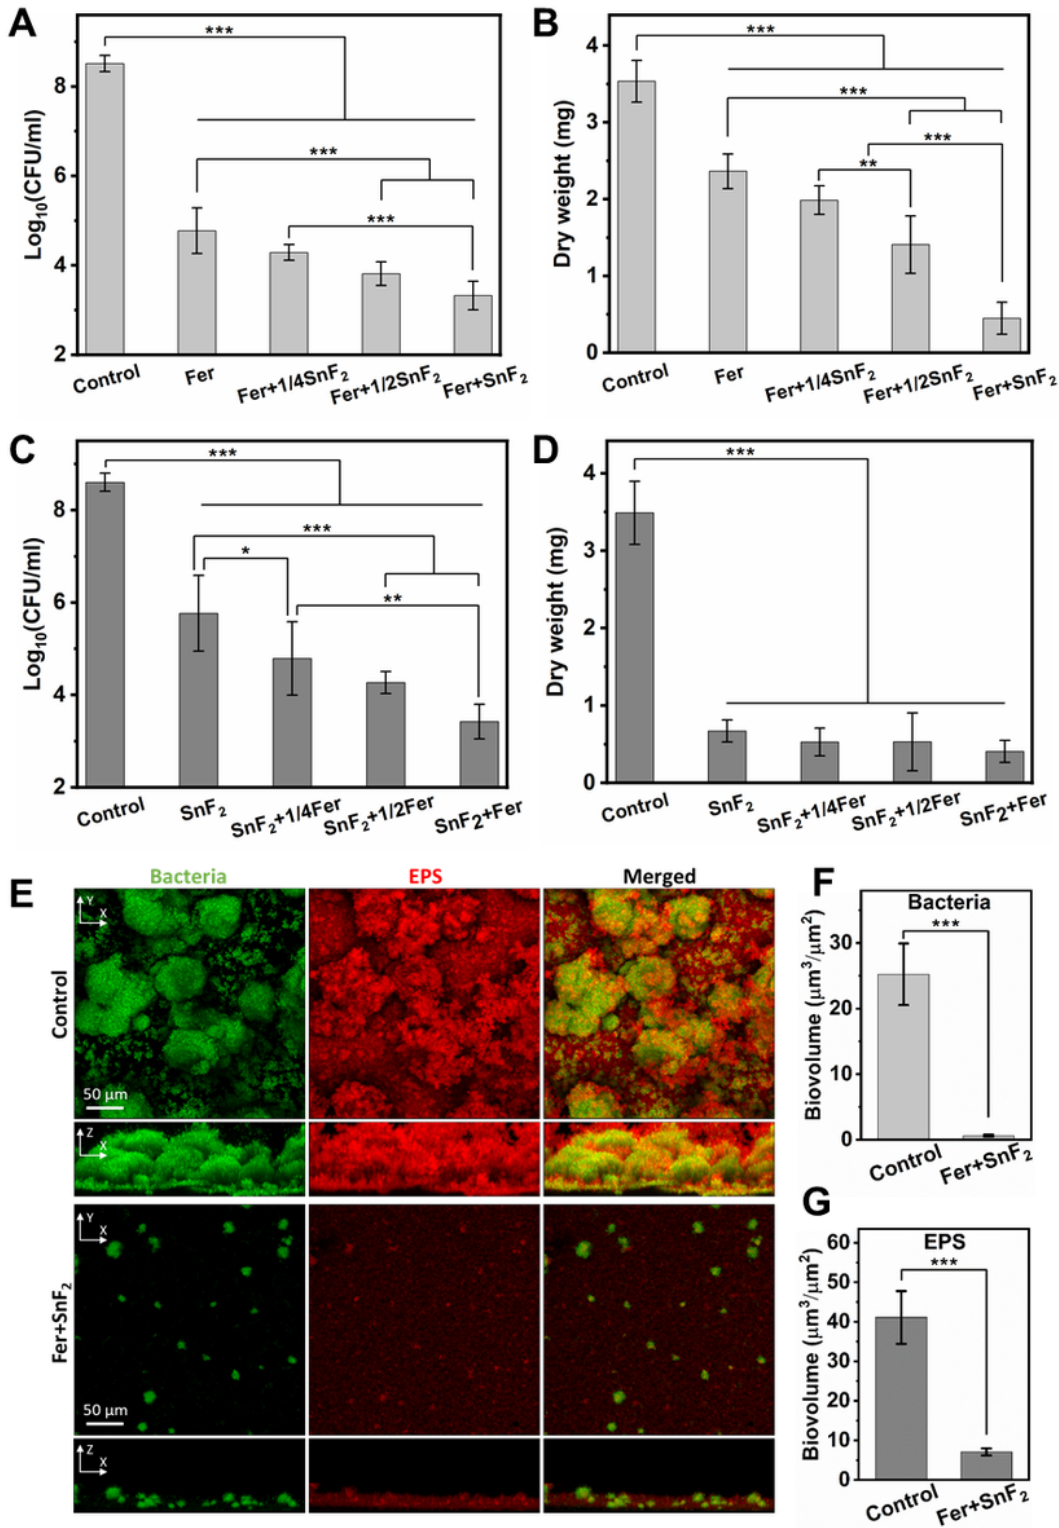 A
Log10(CFU/ml)
8
6
4
2
***
***
***
Control
Fer
Fer+1/4SnF2
Fer+1/2SnF2
Fer+SnF2
B
Dry weight (mg)
4
3
2
1
0
***
***
***
**
Control
Fer
Fer+1/4SnF2
Fer+1/2SnF2
Fer+SnF2
C
Log10(CFU/ml)
8
6
4
2
***
***
*
**
Control
SnF2
SnF2+1/4Fer
SnF2+1/2Fer
SnF2+Fer
D
Dry weight (mg)
4
3
2
1
0
***
Control
SnF2
SnF2+1/4Fer
SnF2+1/2Fer
SnF2+Fer
E
Bacteria
EPS
Merged
Control
Y
X
50 μm
Z
X
Fer+SnF2
Y
X
50 μm
Z
X
F
Bacteria
Biovolume (μm3/μm2)
30
20
10
0
***
Control
Fer+SnF2
G
EPS
Biovolume (μm3/μm2)
60
50
40
30
20
10
0
***
Control
Fer+SnF2